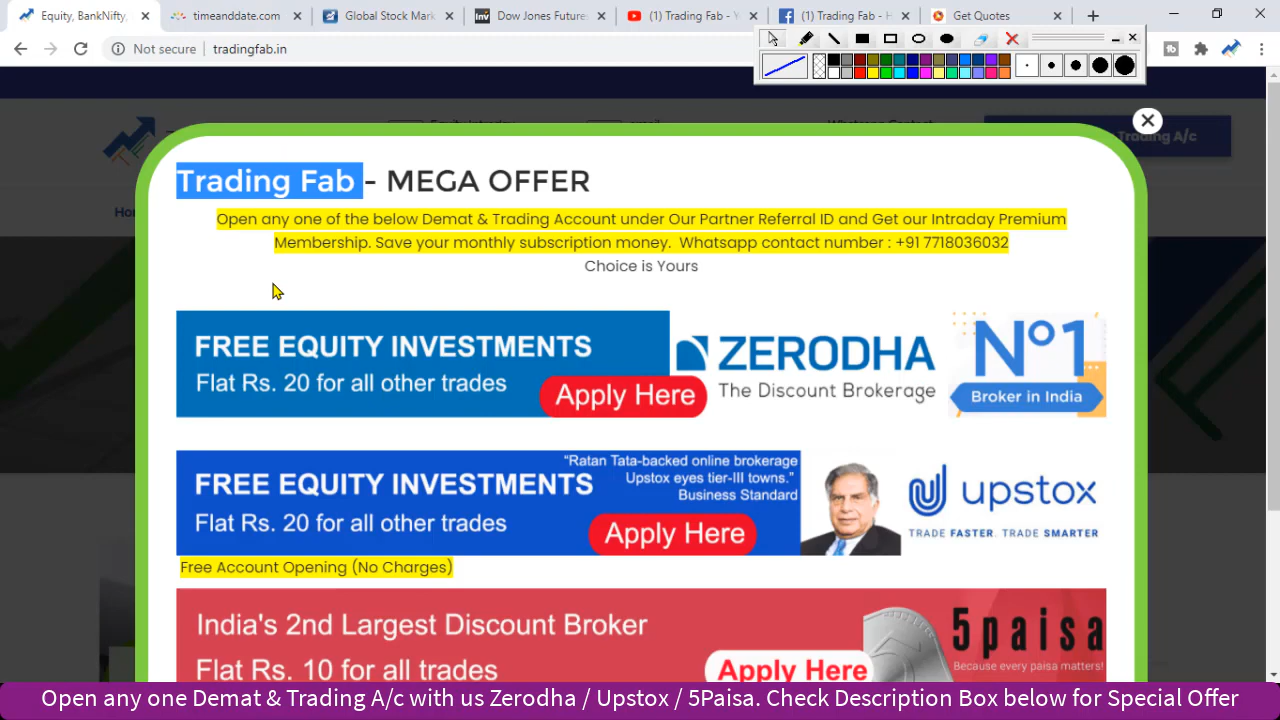 Equity, BankNifty,
timeanddate.com
Global Stock Mark
Dow Jones Future
(1) Trading Fab - Y
(1) Trading Fab - H
Get Quotes
Not secure
tradingfab.in
Trading A/c
Trading Fab - MEGA OFFER
Open any one of the below Demat & Trading Account under Our Partner Referral ID and Get our Intraday Premium
Membership. Save your monthly subscription money. Whatsapp contact number : +91 7718036032
Choice is Yours
FREE EQUITY INVESTMENTS
Flat Rs. 20 for all other trades
Apply Here
ZERODHA
The Discount Brokerage
Nº1
Broker in India
"Ratan Tata-backed online brokerage
Upstox eyes tier-III towns."
Business Standard
FREE EQUITY INVESTMENTS
Flat Rs. 20 for all other trades
Apply Here
upstox
TRADE FASTER. TRADE SMARTER
Free Account Opening (No Charges)
India's 2nd Largest Discount Broker
Flat Rs. 10 for all trades
Apply Here
5paisa
Because every paisa matters!
Open any one Demat & Trading A/c with us Zerodha / Upstox / 5Paisa. Check Description Box below for Special Offer